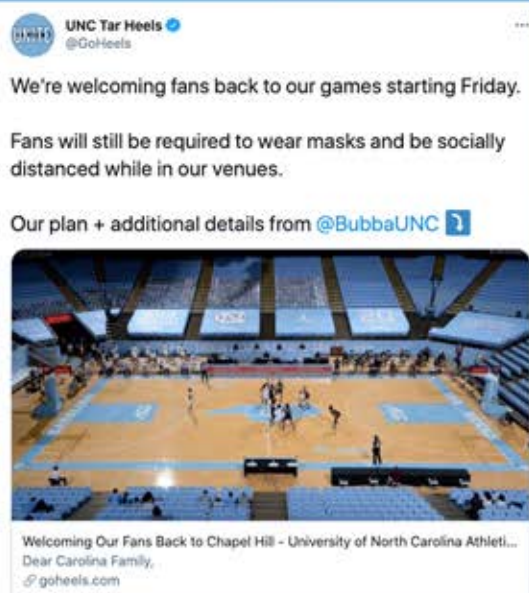 UNC Tar Heels
@GoHeels
We're welcoming fans back to our games starting Friday.
Fans will still be required to wear masks and be socially
distanced while in our venues.
Our plan + additional details from @BubbaUNC ⤵️
Welcoming Our Fans Back to Chapel Hill - University of North Carolina Athleti...
Dear Carolina Family,
goheels.com